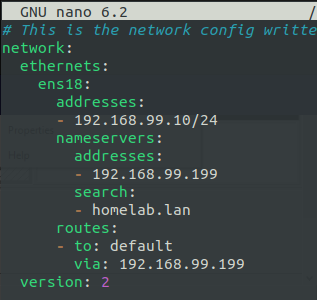 GNU nano 6.2 /
# This is the network config writte
network:
  ethernets:
    ens18:
      addresses:
      - 192.168.99.10/24
      nameservers:
        addresses:
        - 192.168.99.199
        search:
        - homelab.lan
      routes:
      - to: default
        via: 192.168.99.199
  version: 2